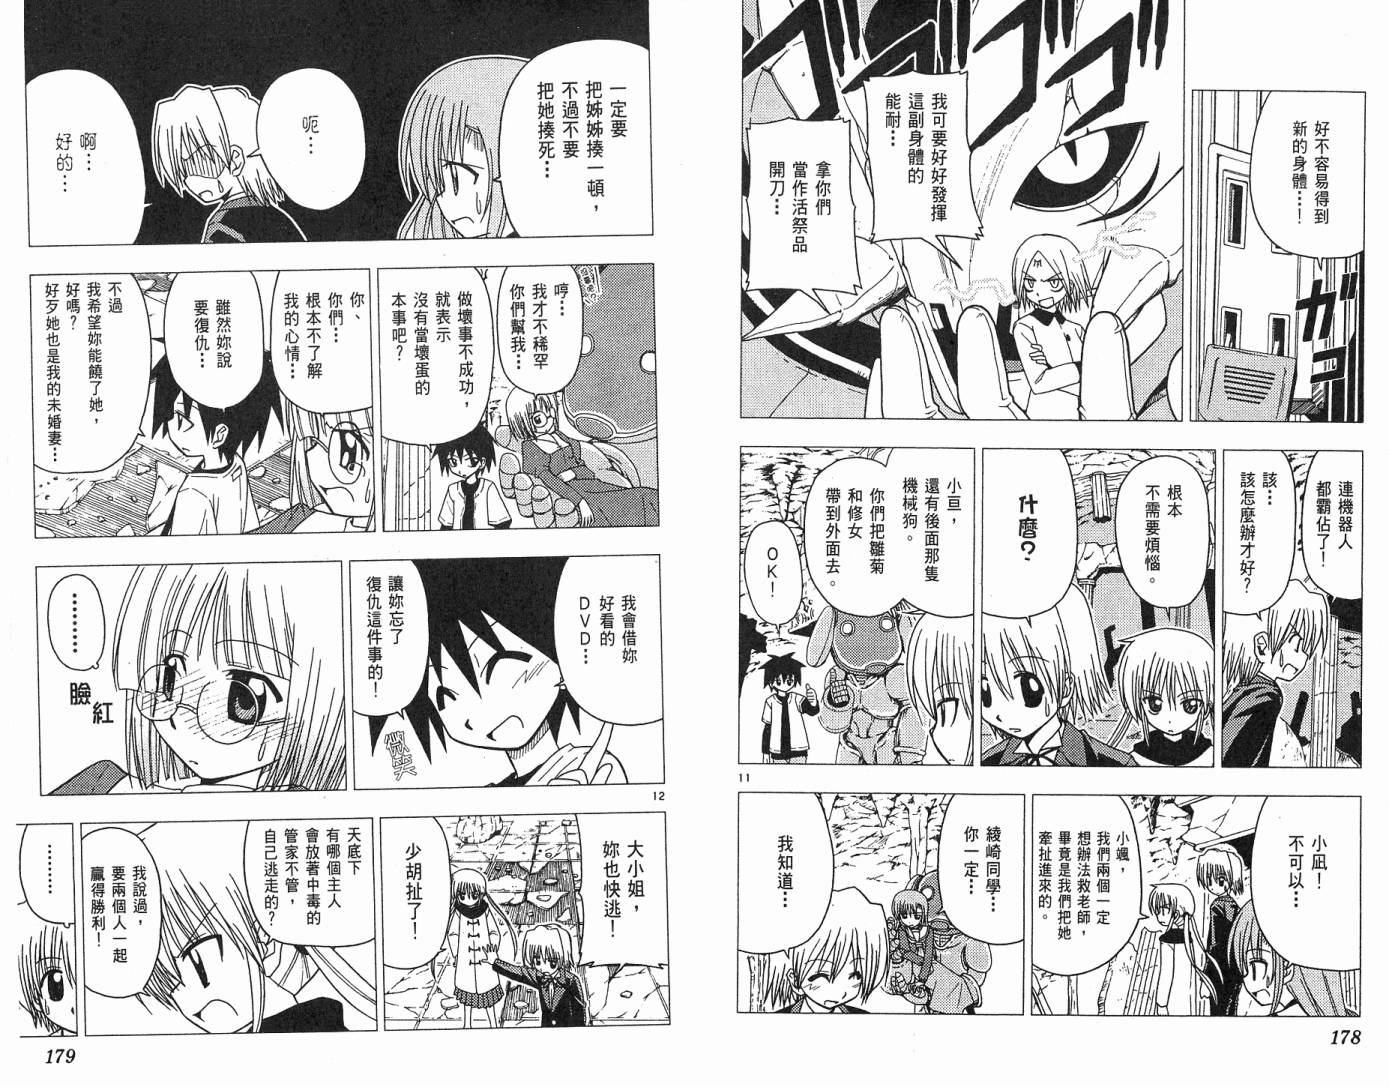 好不容易得到
新的身體…!
ガコ
ゴゴゴ
我可要好好發揮
這副身體的
能耐…
拿你們
當作活祭品
開刀…
連機器人
都霸佔了!
該…
該怎麼辦才好?
根本
不需要煩惱。
什麼?
小亘,
還有後面那隻
機械狗。
你們把雛菊
和修女
帶到外面去。
OK!
11
小凪!
不可以…
小颯,
我們兩個一定
想辦法救老師,
畢竟是我們把她
牽扯進來的。
綾崎同學…
你一定…
我知道…
178
一定要
把姊姊揍一頓,
不過不要
把她揍死…
呃…
啊…
好的…
哼…
我才不稀罕
你們幫我…
做壞事不成功,
就表示
沒有當壞蛋的
本事吧?
你、
你們…
根本不了解
我的心情…
雖然妳說
要復仇…
不過
我希望妳能饒了她,
好嗎?
好歹她也是我的未婚妻…
我會借妳
好看的
DVD…
讓妳忘了
復仇這件事的!
微笑
………
臉紅
12
大小姐,
妳也快逃!
少胡扯了!
天底下
有哪個主人
會放著中毒的
管家不管,
自己逃走的?
我說過,
要兩個人一起
贏得勝利!
………
179